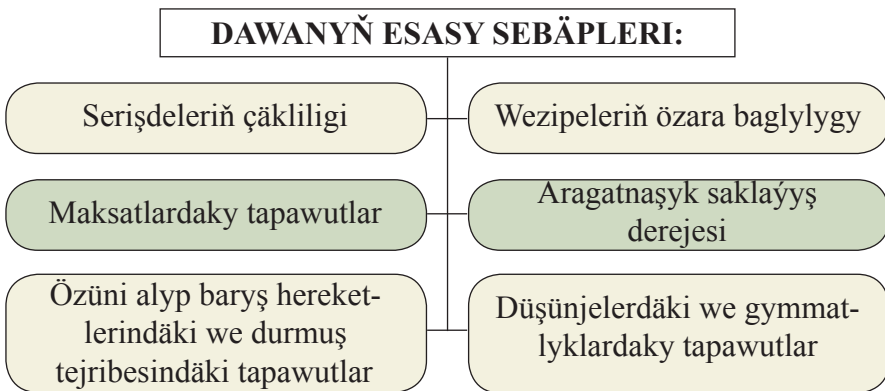 DAWANYŇ ESASY SEBÄPLERI:
Serişdeleriň çäkliligi
Wezipeleriň özara baglylygy
Maksatlardaky tapawutlar
Aragatnaşyk saklaýyş
derejesi
Özüni alyp baryş hereket-
lerindäki we durmuş
tejribesindäki tapawutlar
Düşünjelerdäki we gymmat-
lyklardaky tapawutlar